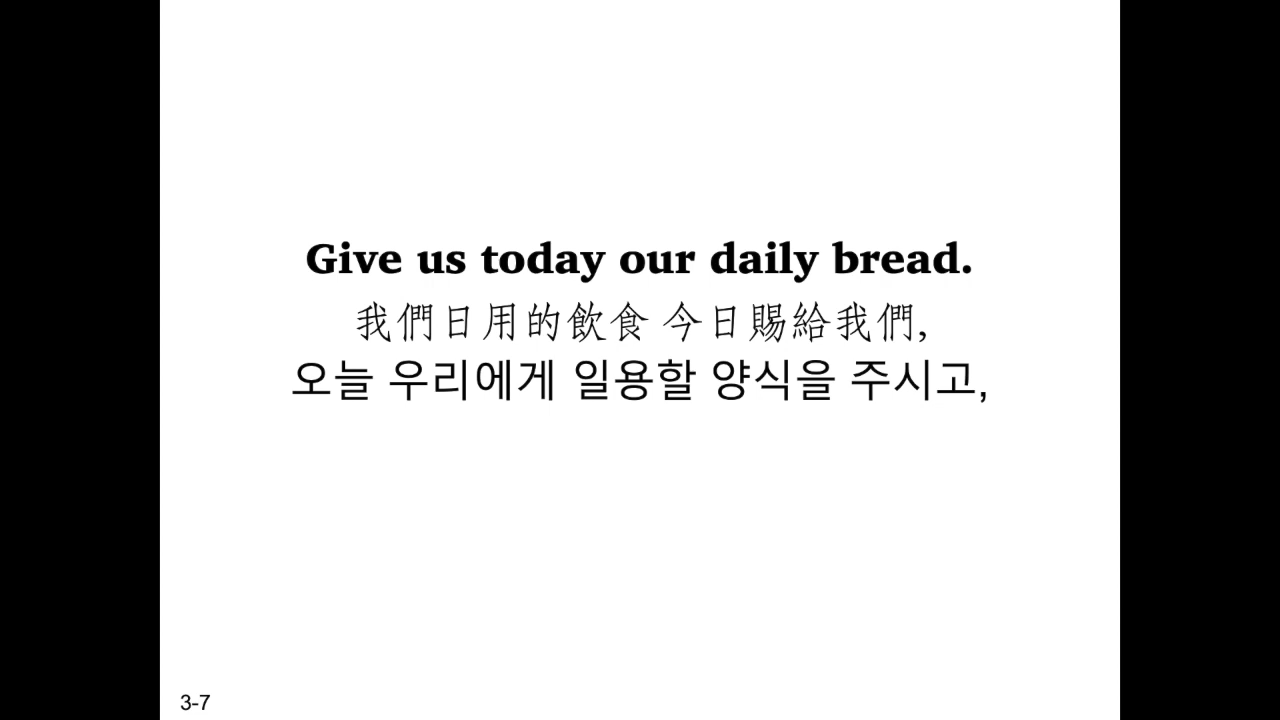 Give us today our daily bread.
我們日用的飲食 今日賜給我們,
오늘 우리에게 일용할 양식을 주시고,
3-7